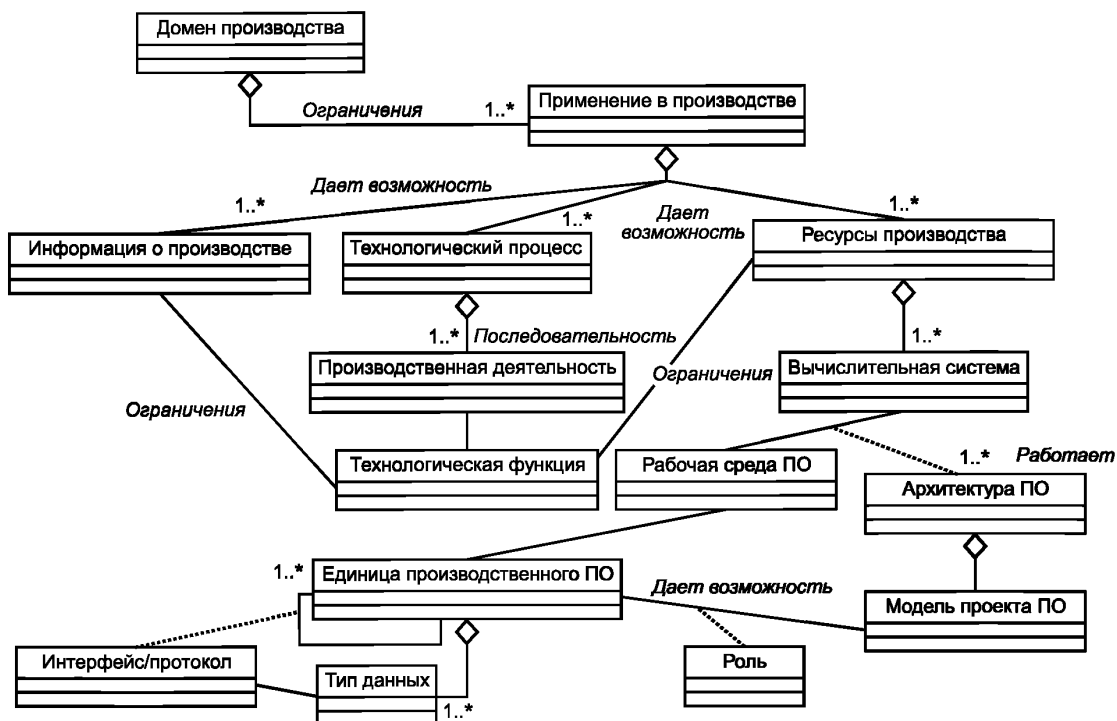 Домен производства
Ограничения
1..*
Применение в производстве
Дает возможность
1..*
1..*
Дает
возможность
1..*
Информация о производстве
Технологический процесс
Ресурсы производства
1..*
Последовательность
1..*
Производственная деятельность
Ограничения
Вычислительная система
Ограничения
Технологическая функция
Рабочая среда ПО
1..*
Работает
Архитектура ПО
1..*
Единица производственного ПО
Дает возможность
Модель проекта ПО
Интерфейс/протокол
Тип данных
1..*
Роль